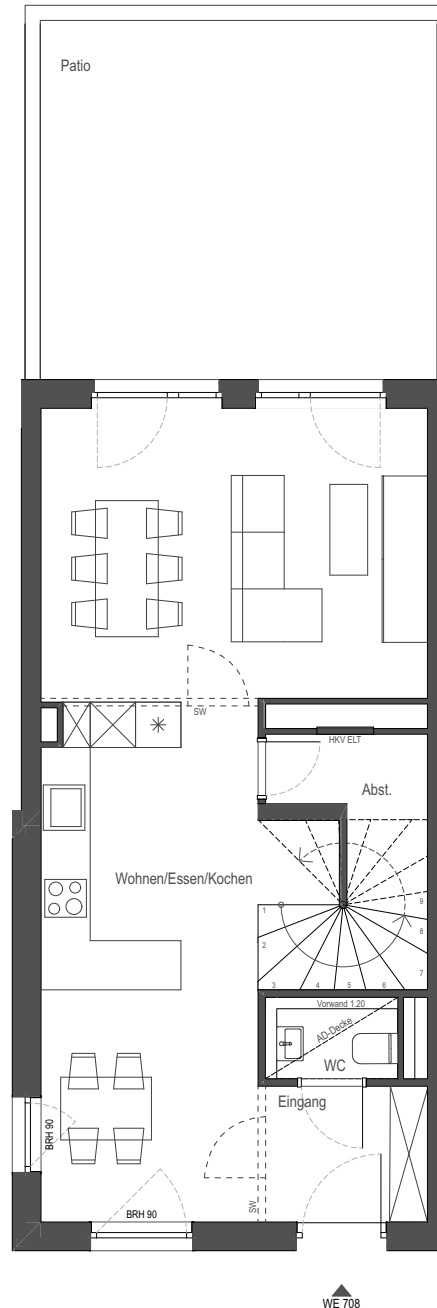 Patio
SW
HKV ELT
Abst.
Wohnen/Essen/Kochen
9
1
8
2
7
3
4
5
6
Vorwand 1.20
AD-Decke
WC
Eingang
BRH 90
SW
BRH 90
WE 708